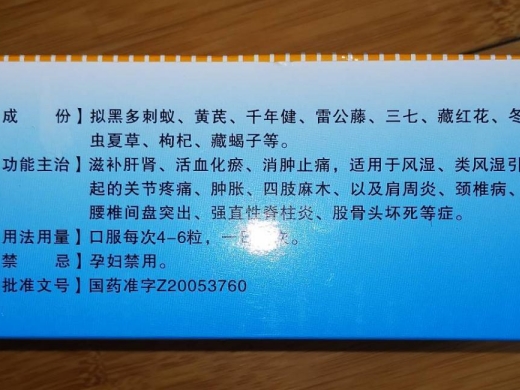 成 份】拟黑多刺蚁、黄芪、千年健、雷公藤、三七、藏红花、冬
虫夏草、枸杞、藏蝎子等。
功能主治】滋补肝肾、活血化瘀、消肿止痛，适用于风湿、类风湿引
起的关节疼痛、肿胀、四肢麻木、以及肩周炎、颈椎病、
腰椎间盘突出、强直性脊柱炎、股骨头坏死等症。
用法用量】口服每次4-6粒，一日
禁 忌】孕妇禁用。
批准文号】国药准字Z20053760